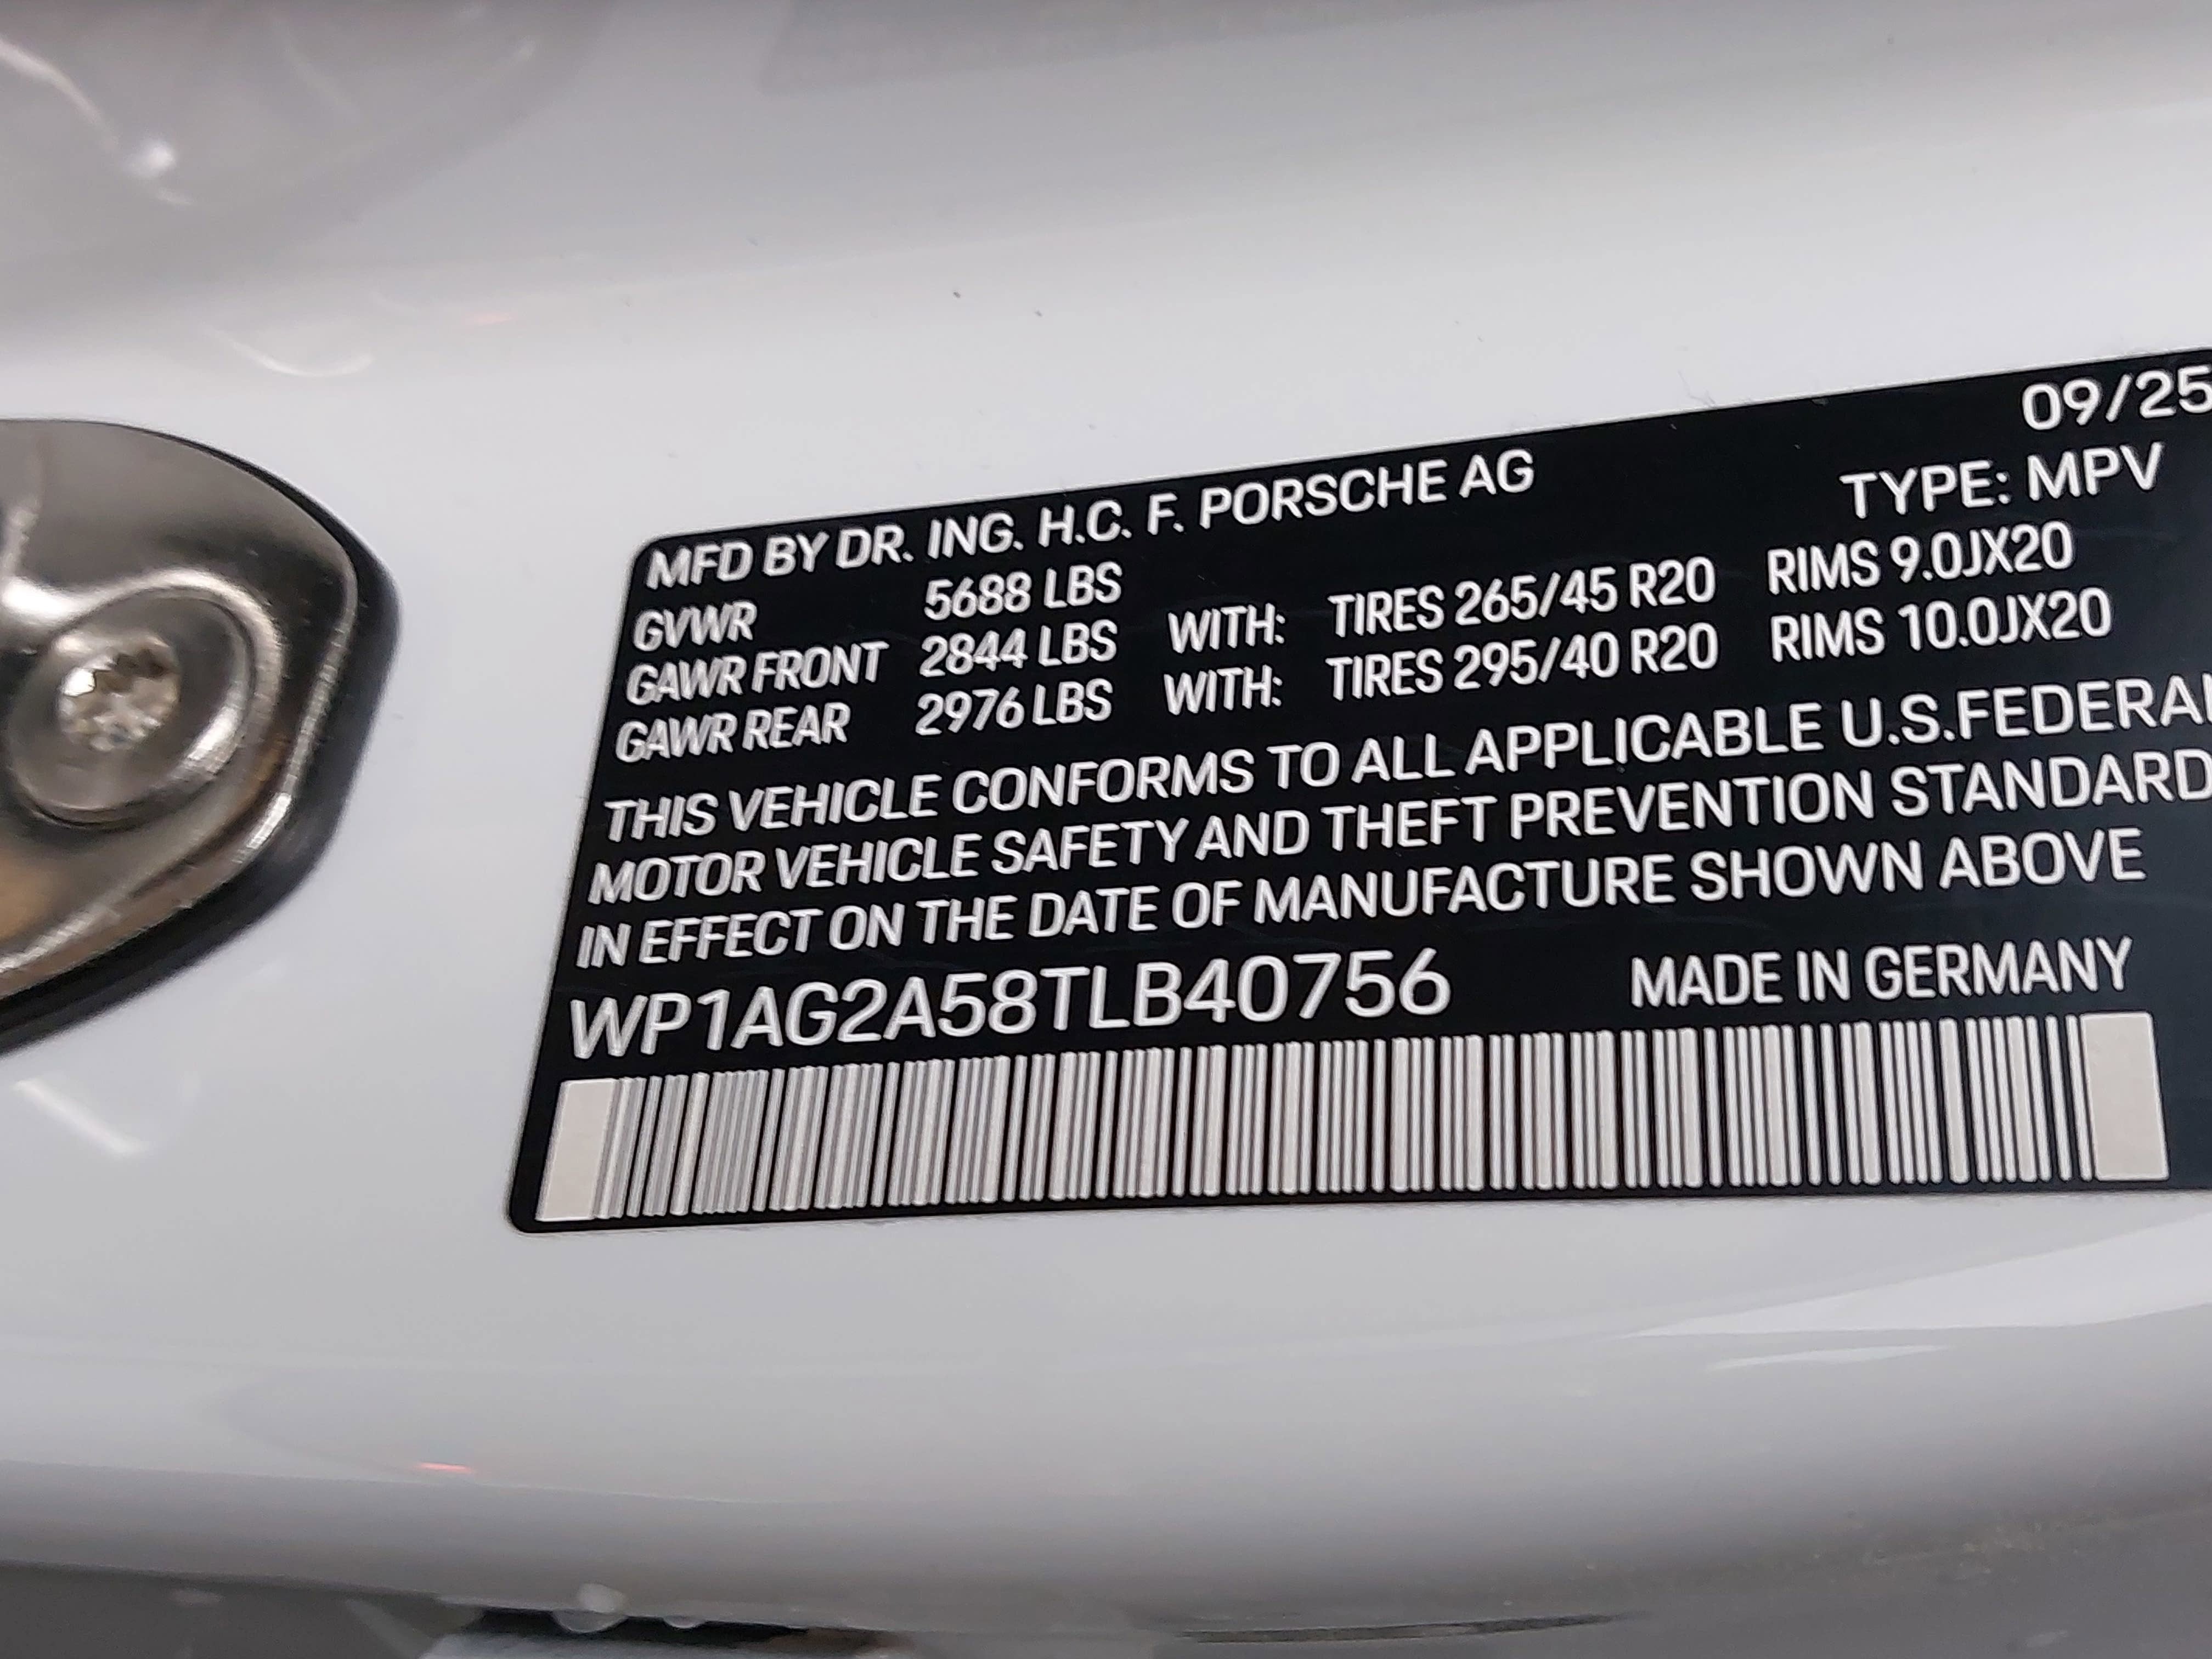 09/25
MFD BY DR. ING. H.C. F. PORSCHE AG TYPE: MPV
GVWR 5688 LBS
GAWR FRONT 2844 LBS WITH: TIRES 265/45 R20 RIMS 9.0JX20
GAWR REAR 2976 LBS WITH: TIRES 295/40 R20 RIMS 10.0JX20
THIS VEHICLE CONFORMS TO ALL APPLICABLE U.S.FEDERAL
MOTOR VEHICLE SAFETY AND THEFT PREVENTION STANDARD
IN EFFECT ON THE DATE OF MANUFACTURE SHOWN ABOVE
WP1AG2A58TLB40756 MADE IN GERMANY